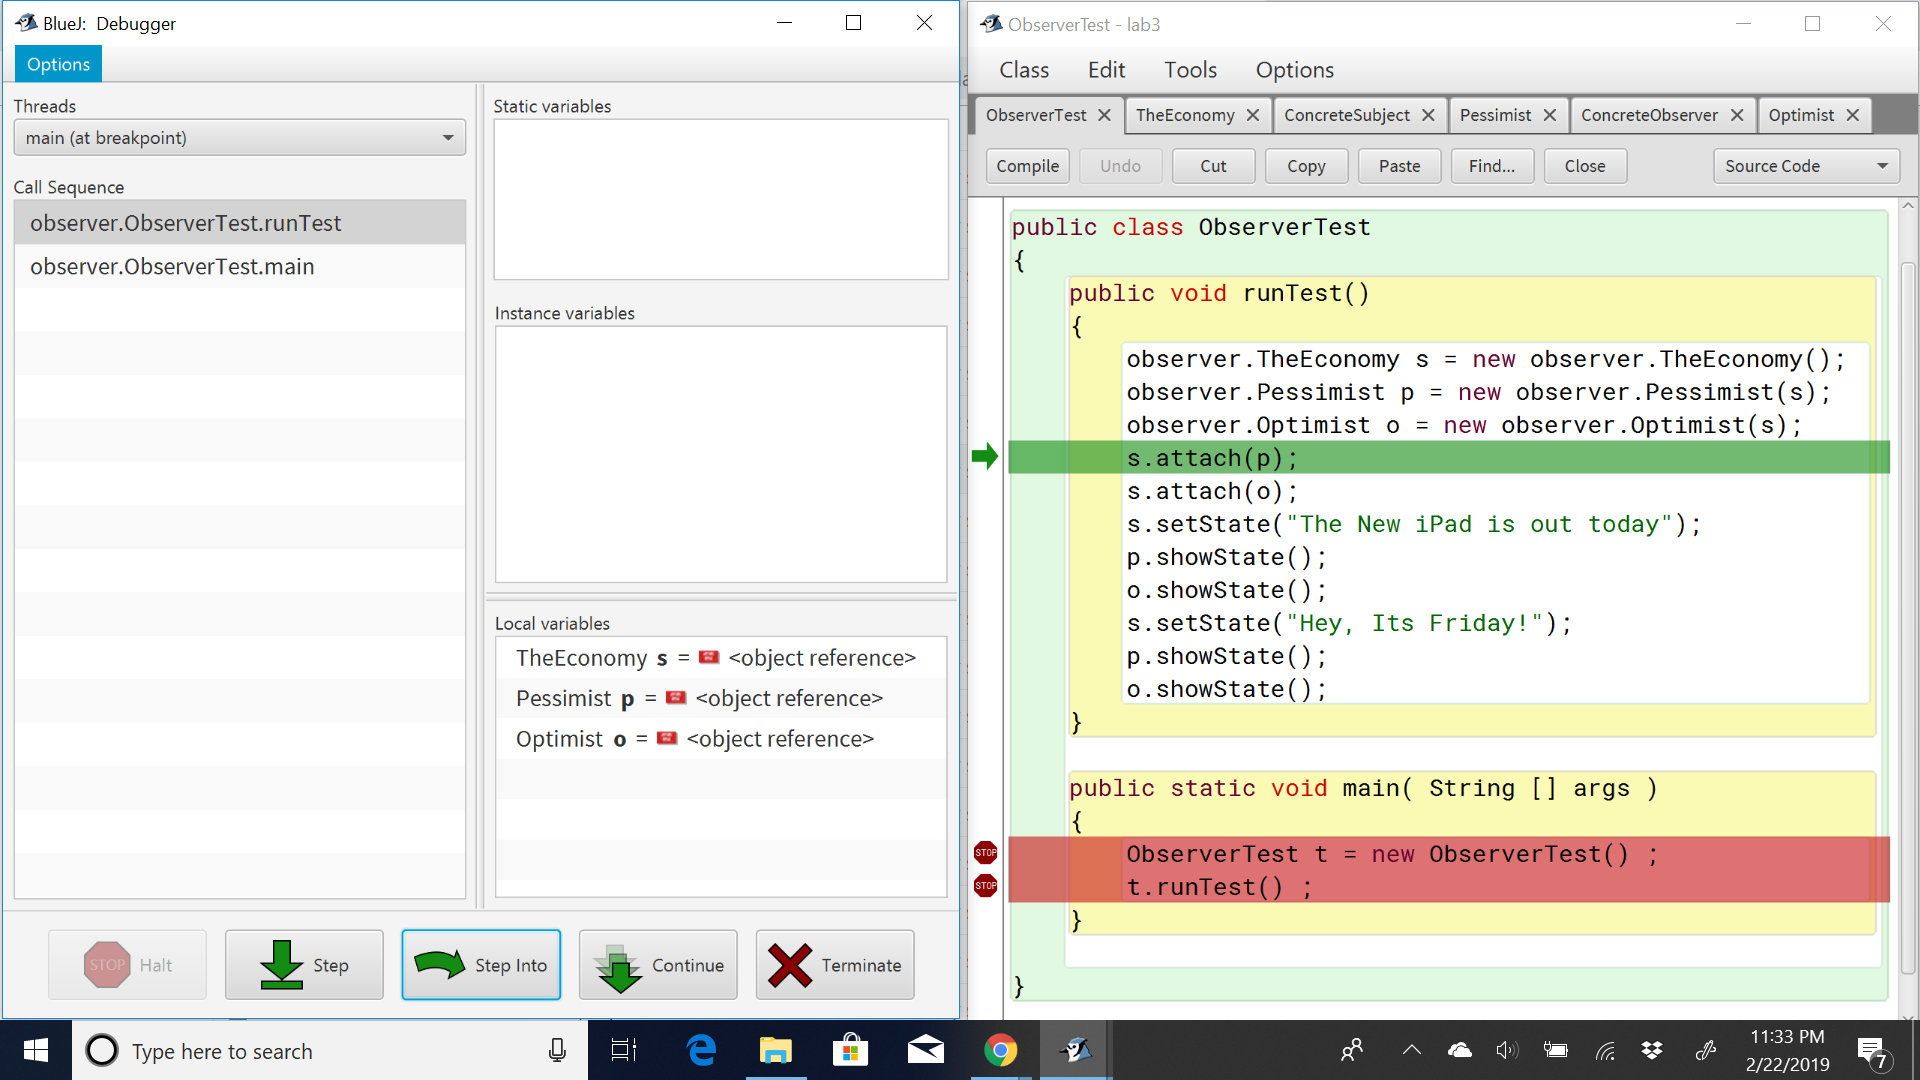 BlueJ: Debugger
Options
Threads
main (at breakpoint)
Call Sequence
observer.ObserverTest.runTest
observer.ObserverTest.main
Static variables
Instance variables
Local variables
TheEconomy s = <object reference>
Pessimist p = <object reference>
Optimist o = <object reference>
STOP Halt
Step
Step Into
Continue
Terminate
ObserverTest - lab3
Class Edit Tools Options
ObserverTest TheEconomy ConcreteSubject Pessimist ConcreteObserver Optimist
Compile Undo Cut Copy Paste Find... Close Source Code
public class ObserverTest
{
public void runTest()
{
observer.TheEconomy s = new observer.TheEconomy();
observer.Pessimist p = new observer.Pessimist(s);
observer.Optimist o = new observer.Optimist(s);
s.attach(p);
s.attach(o);
s.setState("The New iPad is out today");
p.showState();
o.showState();
s.setState("Hey, Its Friday!");
p.showState();
o.showState();
}
public static void main( String [] args )
{
STOP ObserverTest t = new ObserverTest() ;
STOP t.runTest() ;
}
}
Type here to search
11:33 PM
2/22/2019
7